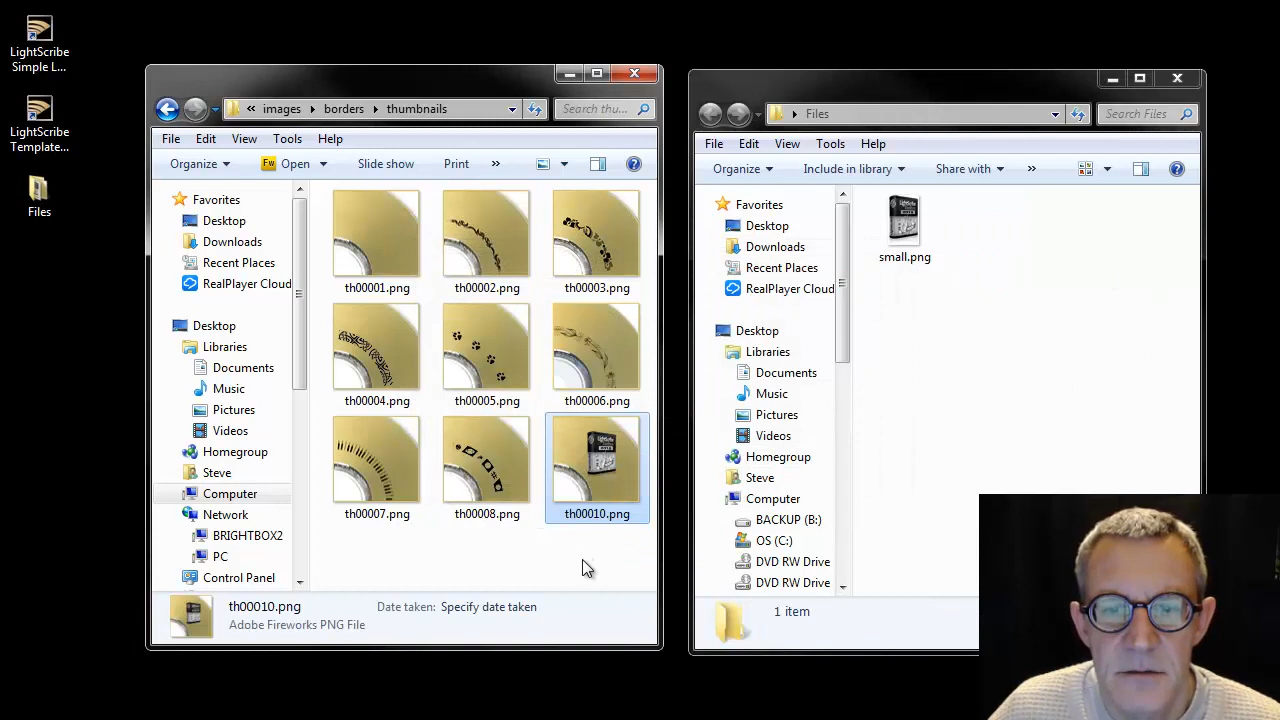 LightScribe
Simple L...
LightScribe
Template...
Files
« images borders thumbnails
Search thu...
File Edit View Tools Help
Organize Open Slide show Print »
Favorites
Desktop
Downloads
Recent Places
RealPlayer Cloud
Desktop
Libraries
Documents
Music
Pictures
Videos
Homegroup
Steve
Computer
Network
BRIGHTBOX2
PC
Control Panel
th00001.png th00002.png th00003.png
th00004.png th00005.png th00006.png
th00007.png th00008.png th00010.png
th00010.png Date taken: Specify date taken
Adobe Fireworks PNG File
Files
Search Files
File Edit View Tools Help
Organize Include in library Share with »
Favorites
Desktop
Downloads
Recent Places
RealPlayer Cloud
Desktop
Libraries
Documents
Music
Pictures
Videos
Homegroup
Steve
Computer
BACKUP (B:)
OS (C:)
DVD RW Drive
DVD RW Drive
small.png
1 item